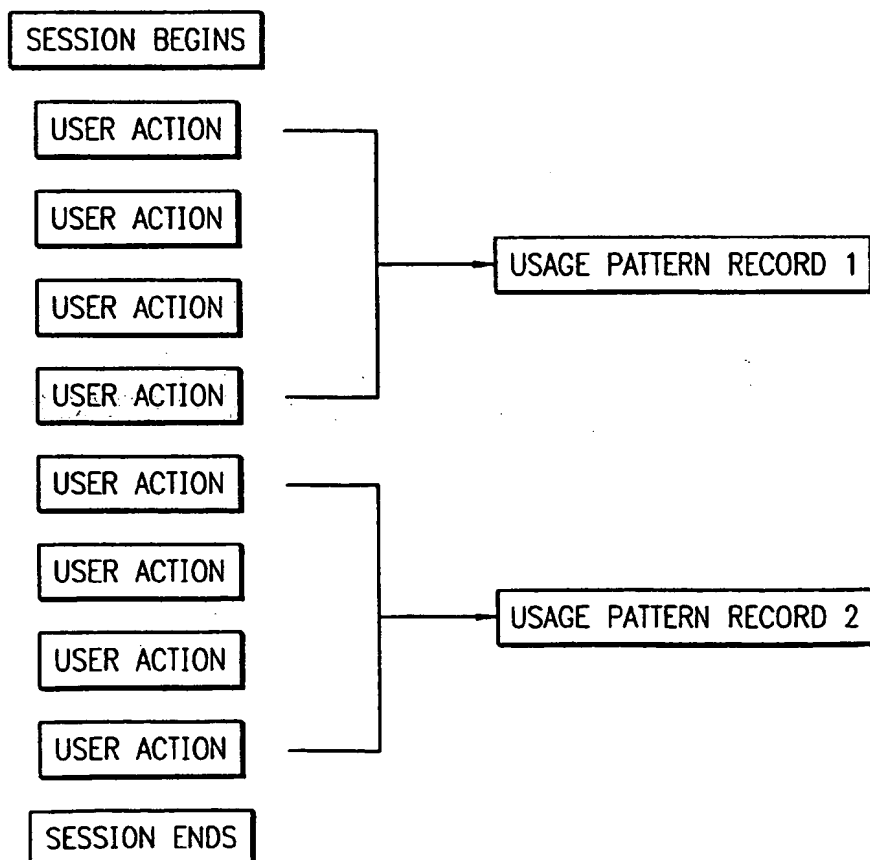 SESSION BEGINS
USER ACTION
USER ACTION
USER ACTION
USER ACTION
USAGE PATTERN RECORD 1
USER ACTION
USER ACTION
USER ACTION
USER ACTION
USAGE PATTERN RECORD 2
SESSION ENDS